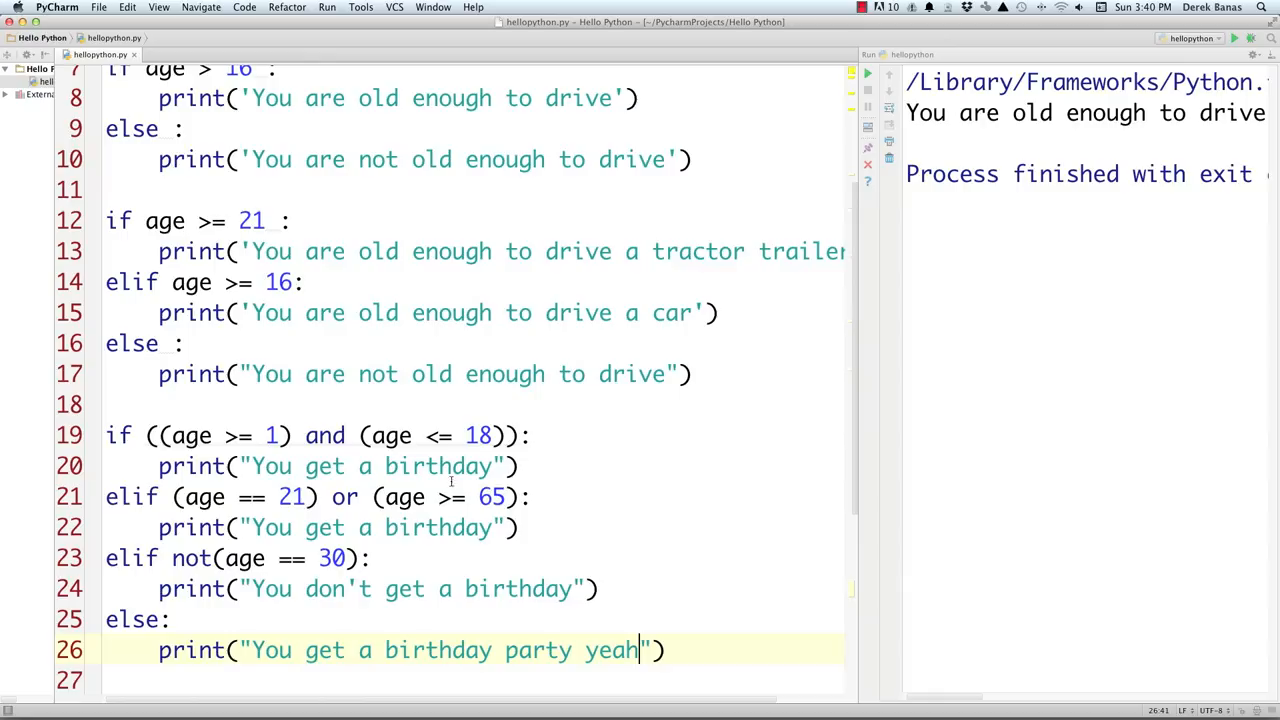 PyCharm File Edit View Navigate Code Refactor Run Tools VCS Window Help 10 Sun 3:40 PM Derek Banas
hellopython.py – Hello Python – [~/PycharmProjects/Hello Python]
Hello Python hellopython.py hellopython
hellopython.py Run hellopython
Hello P
hell
Extern
7 if age > 16 :
8 print('You are old enough to drive')
9 else :
10 print('You are not old enough to drive')
11
12 if age >= 21 :
13 print('You are old enough to drive a tractor trailer
14 elif age >= 16:
15 print('You are old enough to drive a car')
16 else :
17 print("You are not old enough to drive")
18
19 if ((age >= 1) and (age <= 18)):
20 print("You get a birthday")
21 elif (age == 21) or (age >= 65):
22 print("You get a birthday")
23 elif not(age == 30):
24 print("You don't get a birthday")
25 else:
26 print("You get a birthday party yeah")
27
/Library/Frameworks/Python.
You are old enough to drive
Process finished with exit
26:41 LF UTF-8